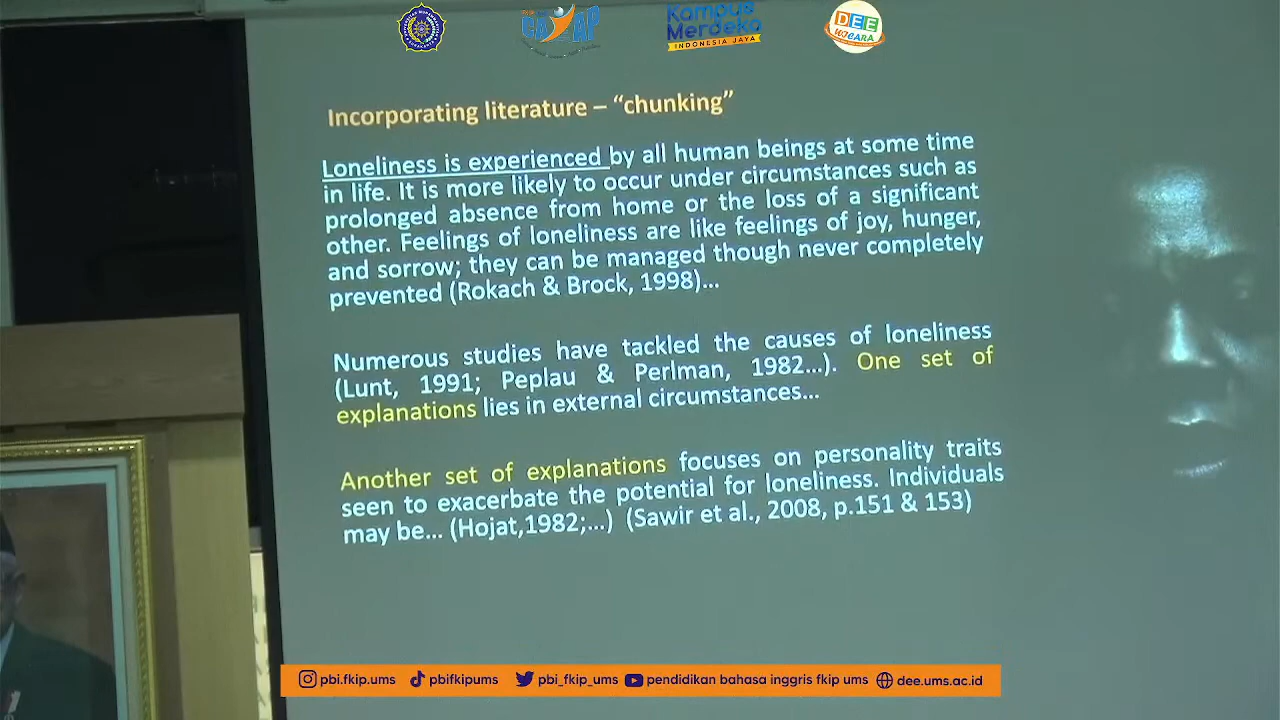 Kampus
Merdeka
INDONESIA JAYA
DEE
WICARA
Incorporating literature – “chunking”
Loneliness is experienced by all human beings at some time
in life. It is more likely to occur under circumstances such as
prolonged absence from home or the loss of a significant
other. Feelings of loneliness are like feelings of joy, hunger,
and sorrow; they can be managed though never completely
prevented (Rokach & Brock, 1998)...
Numerous studies have tackled the causes of loneliness
(Lunt, 1991; Peplau & Perlman, 1982...). One set of
explanations lies in external circumstances...
Another set of explanations focuses on personality traits
seen to exacerbate the potential for loneliness. Individuals
may be... (Hojat,1982;...) (Sawir et al., 2008, p.151 & 153)
pbi.fkip.ums pbifkipums pbi_fkip_ums pendidikan bahasa inggris fkip ums dee.ums.ac.id